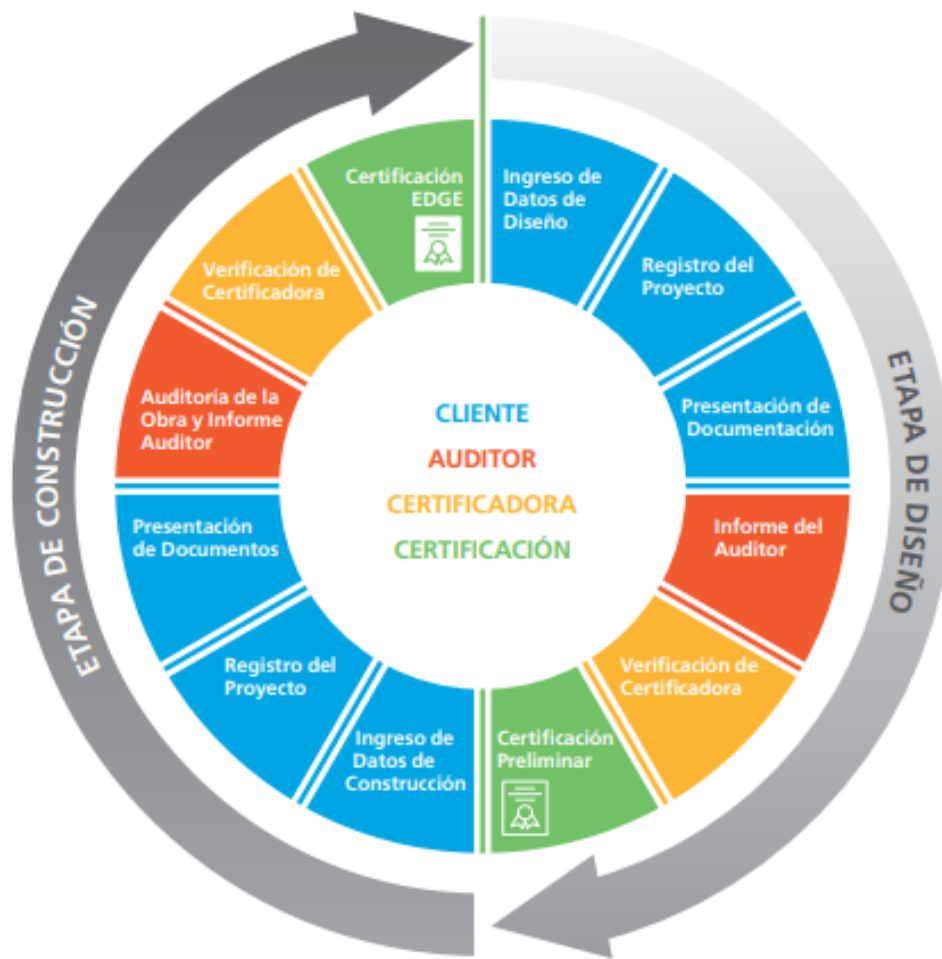 Certificación
EDGE
Ingreso de
Datos de
Diseño
Registro del
Proyecto
Presentación de
Documentación
Informe del
Auditor
Verificación de
Certificadora
Certificación
Preliminar
Ingreso de
Datos de
Construcción
Registro del
Proyecto
Presentación
de Documentos
Auditoría de la
Obra y Informe
Auditor
Verificación de
Certificadora
CLIENTE
AUDITOR
CERTIFICADORA
CERTIFICACIÓN
ETAPA DE DISEÑO
ETAPA DE CONSTRUCCIÓN